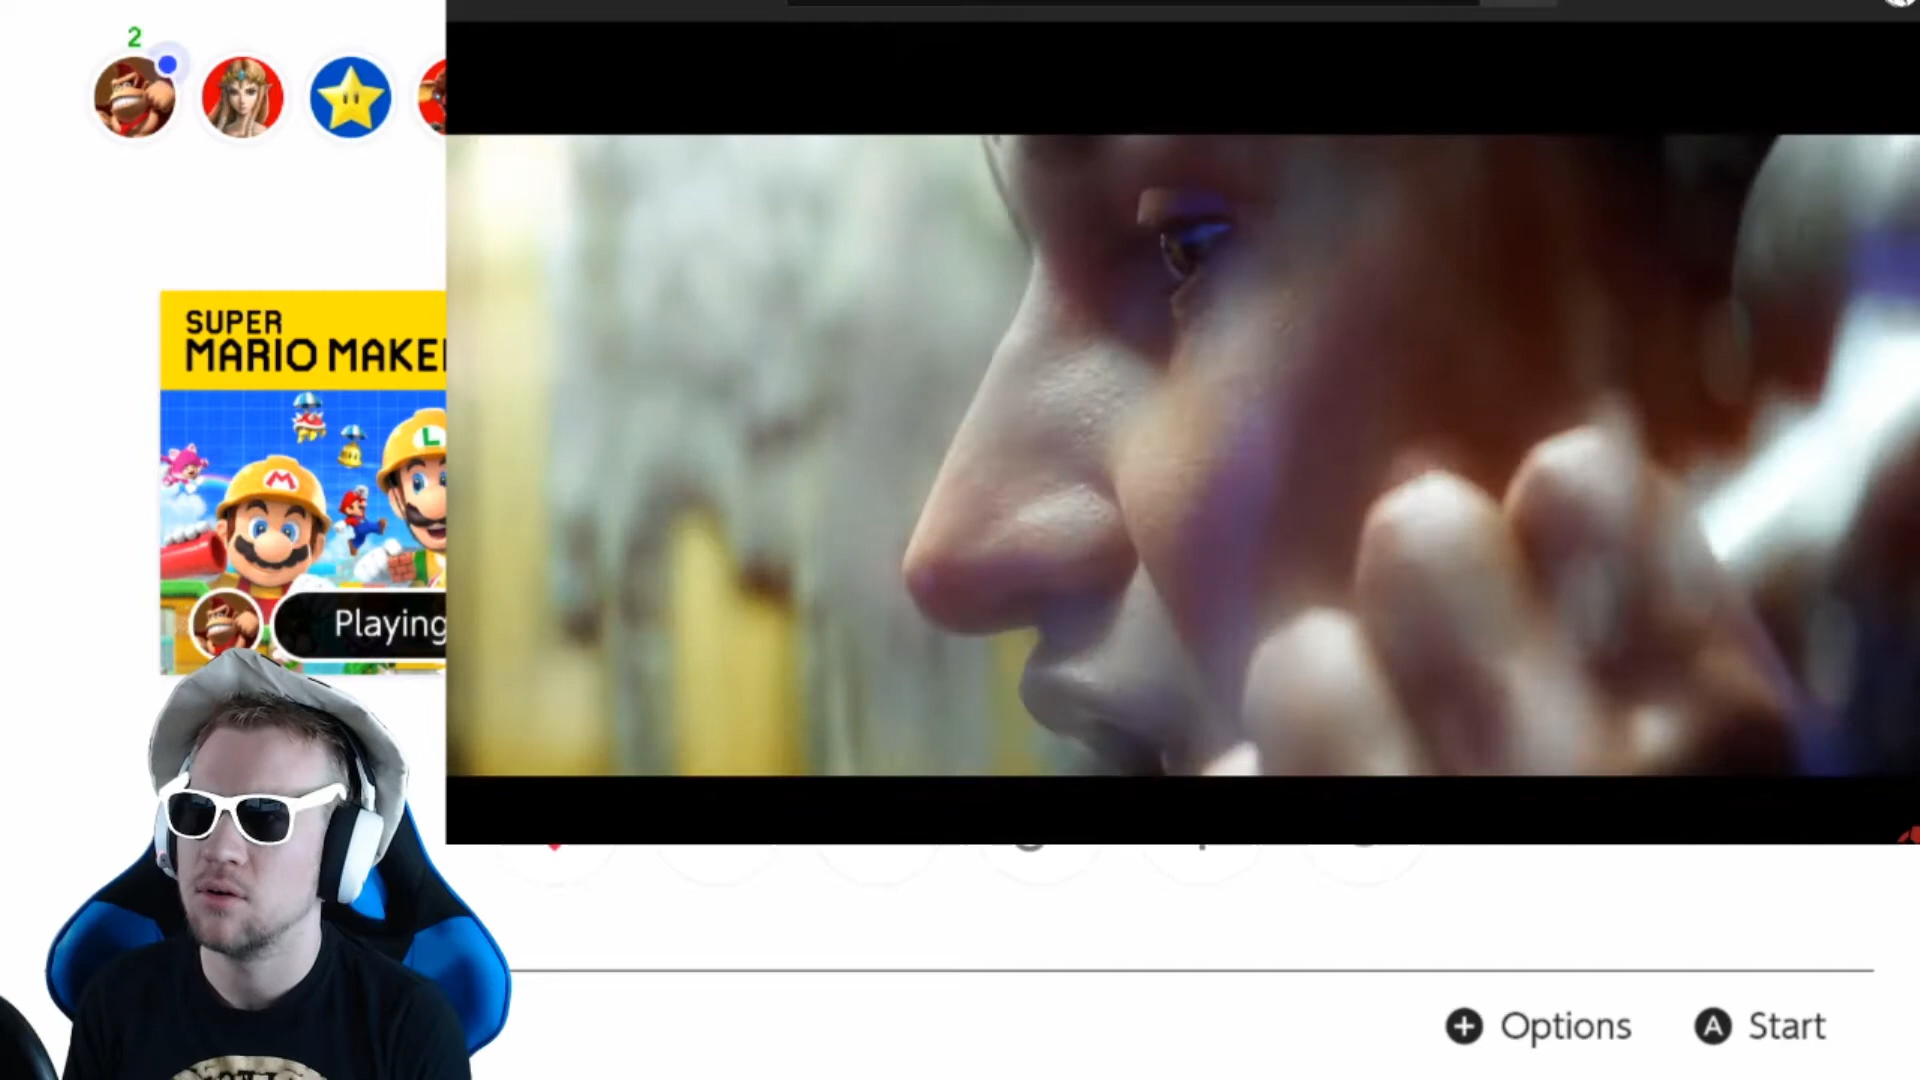 2
SUPER
MARIO MAKE
L
M
Playing
Options
A Start